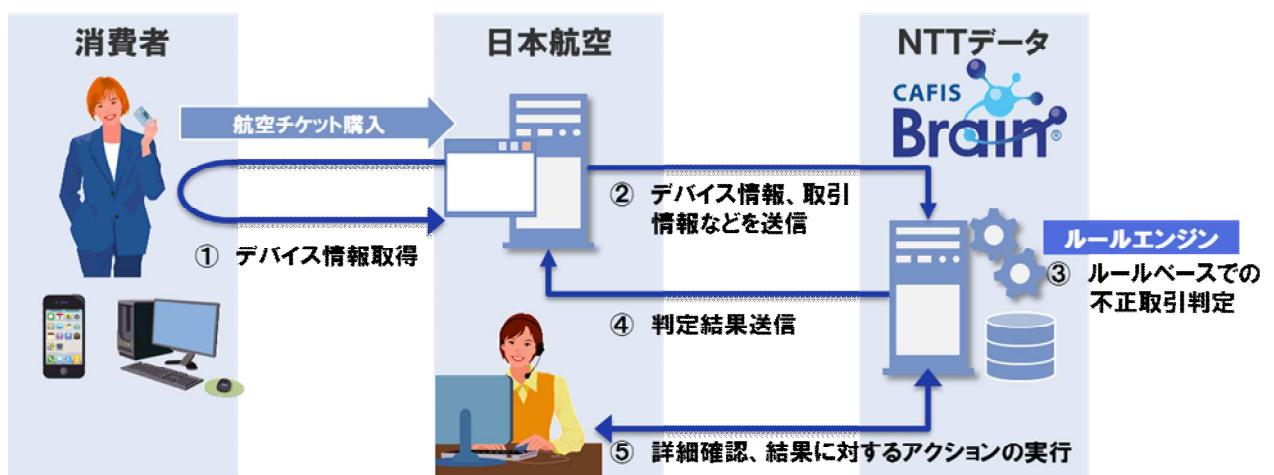 消費者
日本航空
NTTデータ
CAFIS
Brain®
航空チケット購入
① デバイス情報取得
② デバイス情報、取引
情報などを送信
ルールエンジン
③ ルールベースでの
不正取引判定
④ 判定結果送信
⑤ 詳細確認、結果に対するアクションの実行